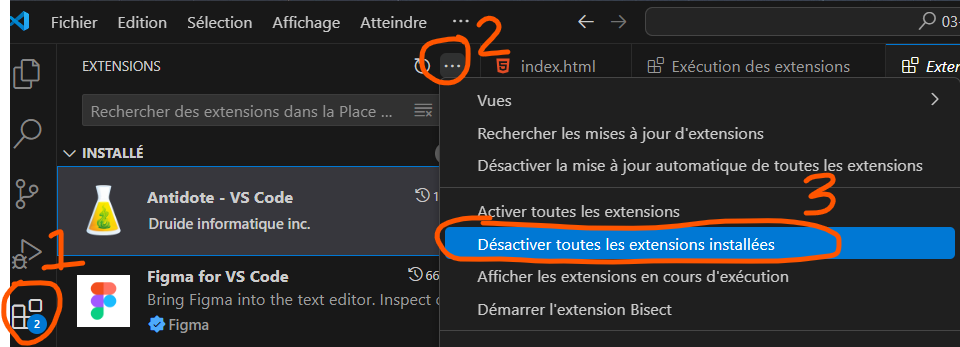 Fichier Edition Sélection Affichage Atteindre ··· 03-
2
EXTENSIONS ··· index.html Exécution des extensions Exten
Rechercher des extensions dans la Place ...
INSTALLÉ
Antidote - VS Code 1
Druide informatique inc.
1
Figma for VS Code 66
Bring Figma into the text editor. Inspect
Figma
2
Vues
Rechercher les mises à jour d'extensions
Désactiver la mise à jour automatique de toutes les extensions
3
Activer toutes les extensions
Désactiver toutes les extensions installées
Afficher les extensions en cours d'exécution
Démarrer l'extension Bisect